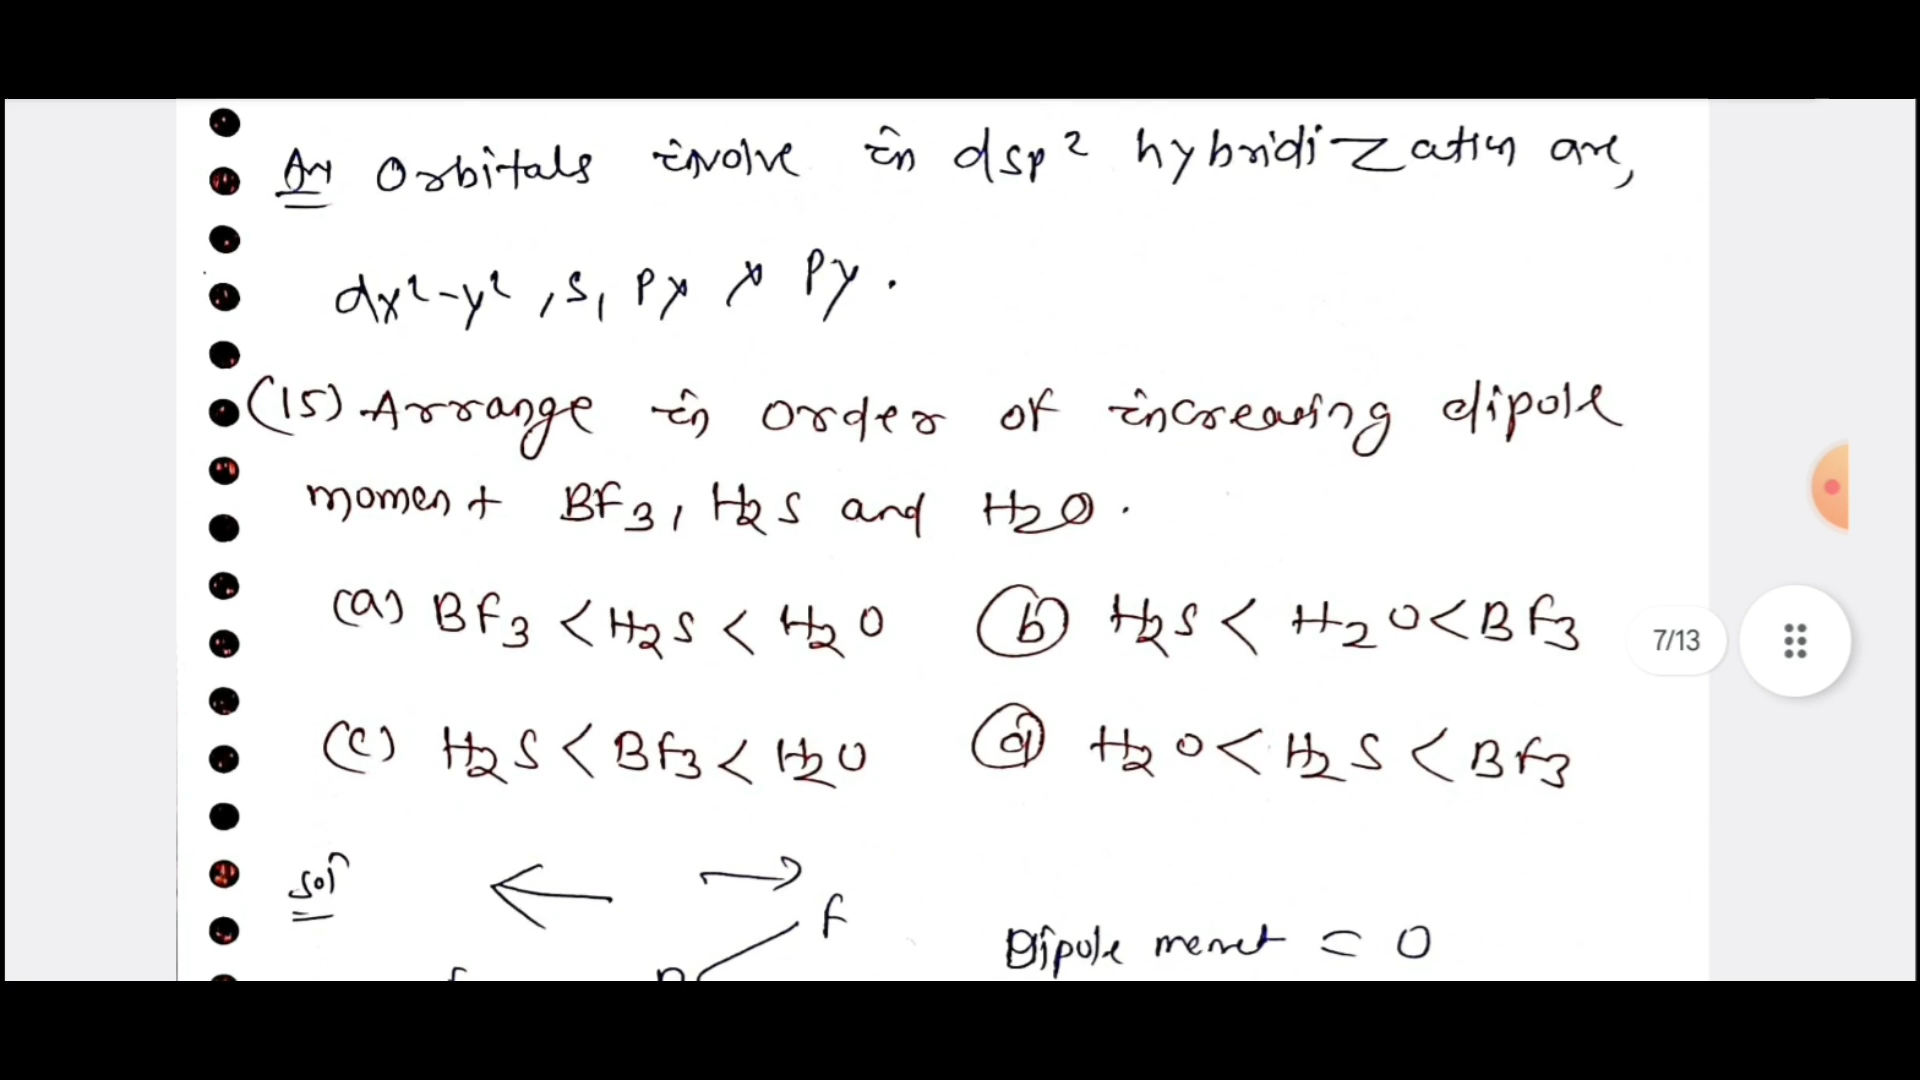 Ans Orbitals involve in dsp² hybridization are,
dx²-y², s, Px & Py.
(15) Arrange in order of increasing dipole
moment BF3, H2S and H2O.
(a) BF3 < H2S < H2O (b) H2S < H2O < BF3
7/13
(c) H2S < BF3 < H2O (d) H2O < H2S < BF3
Sol
F
Dipole memet = 0